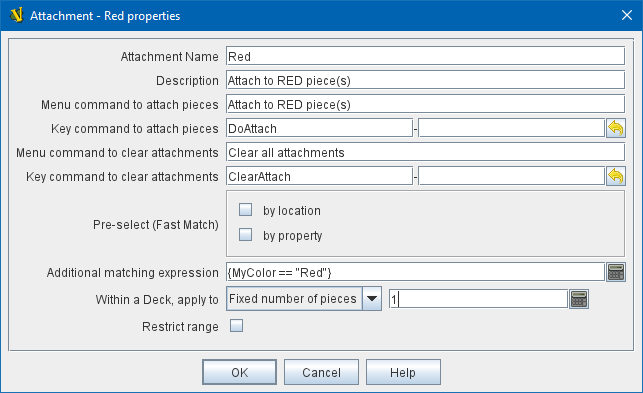 Attachment - Red properties
Attachment Name Red
Description Attach to RED piece(s)
Menu command to attach pieces Attach to RED piece(s)
Key command to attach pieces DoAttach -
Menu command to clear attachments Clear all attachments
Key command to clear attachments ClearAttach -
Pre-select (Fast Match)
by location
by property
Additional matching expression {MyColor == "Red"}
Within a Deck, apply to Fixed number of pieces 1
Restrict range
OK Cancel Help